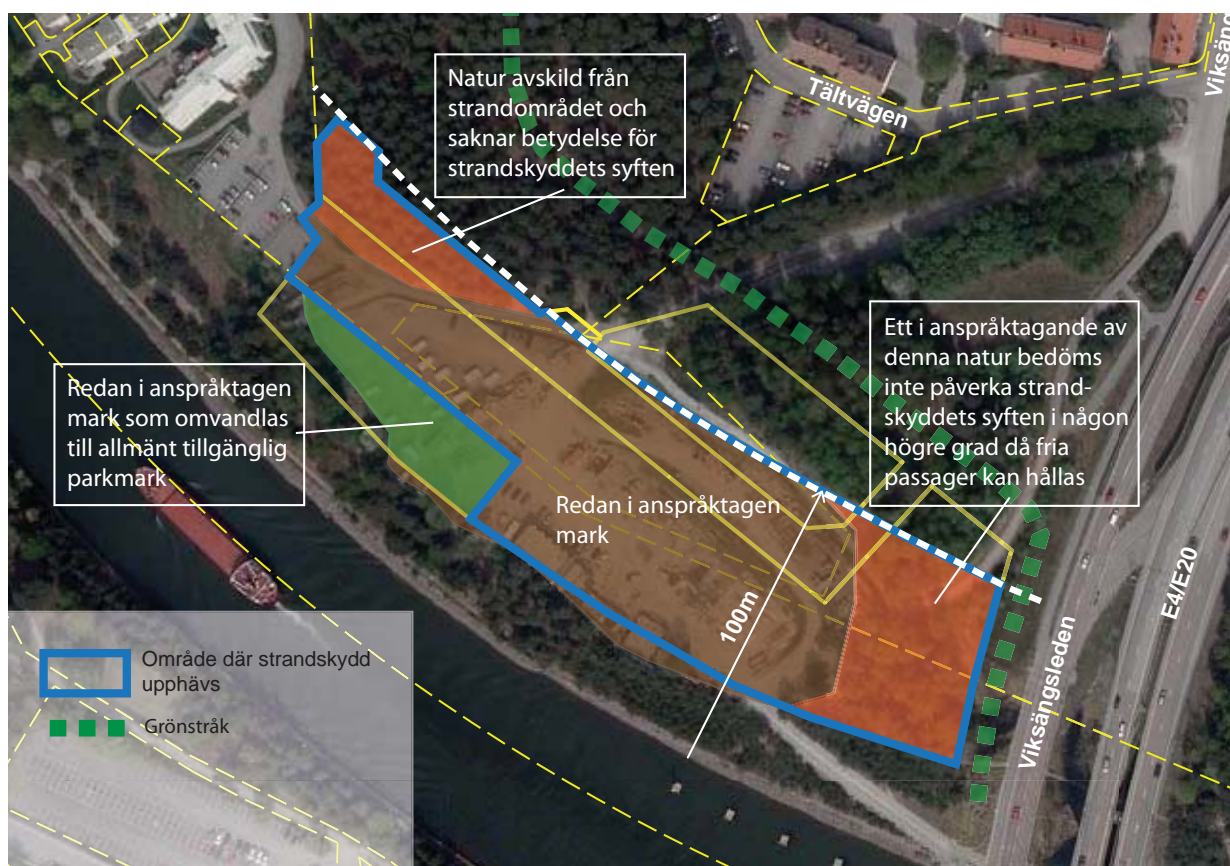 Natur avskild från
strandområdet och
saknar betydelse för
strandskyddets syften
Tältvägen
Viksäng
Ett i anspråktagande av
denna natur bedöms
inte påverka strand-
skyddets syften i någon
högre grad då fria
passager kan hållas
Redan i anspråktagen
mark som omvandlas
till allmänt tillgänglig
parkmark
Redan i anspråktagen
mark
100m
E4/E20
Viksängsleden
Område där strandskydd
upphävs
Grönstråk